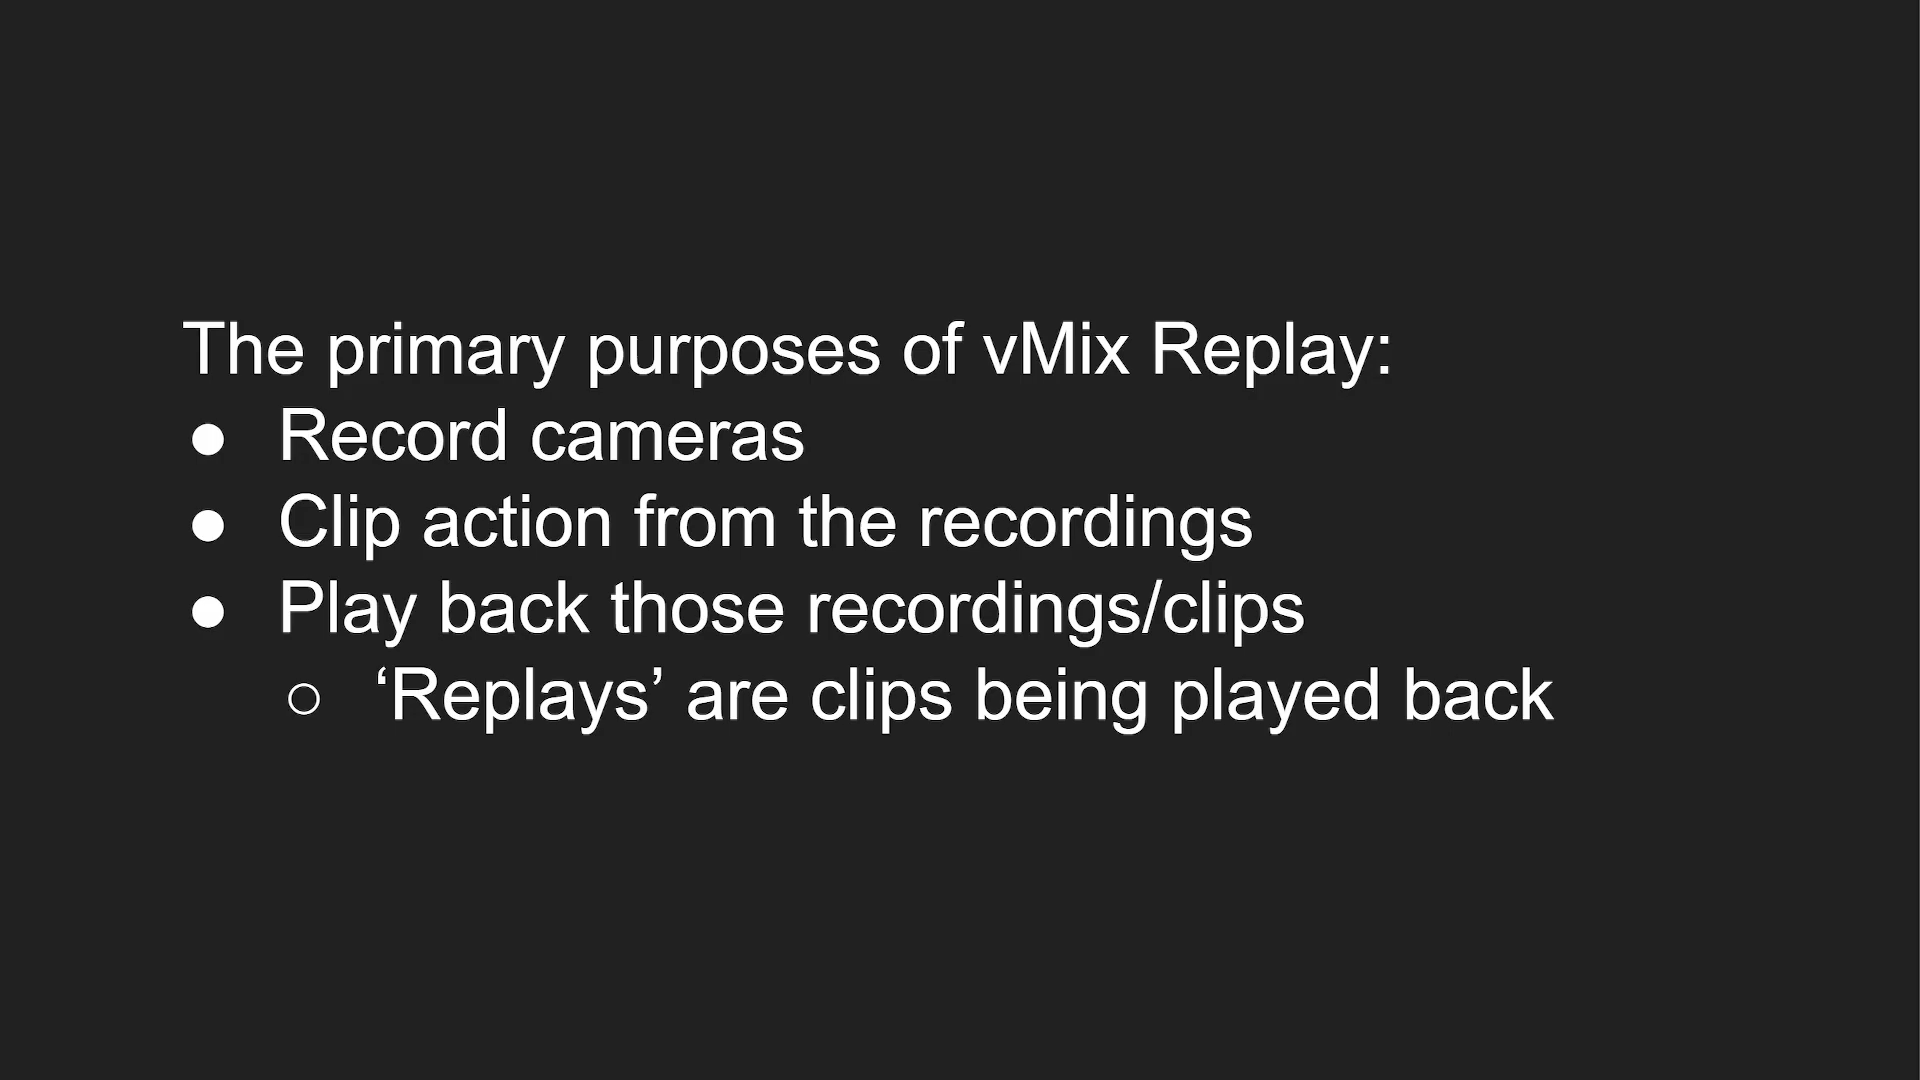 The primary purposes of vMix Replay:
● Record cameras
● Clip action from the recordings
● Play back those recordings/clips
○ ‘Replays’ are clips being played back